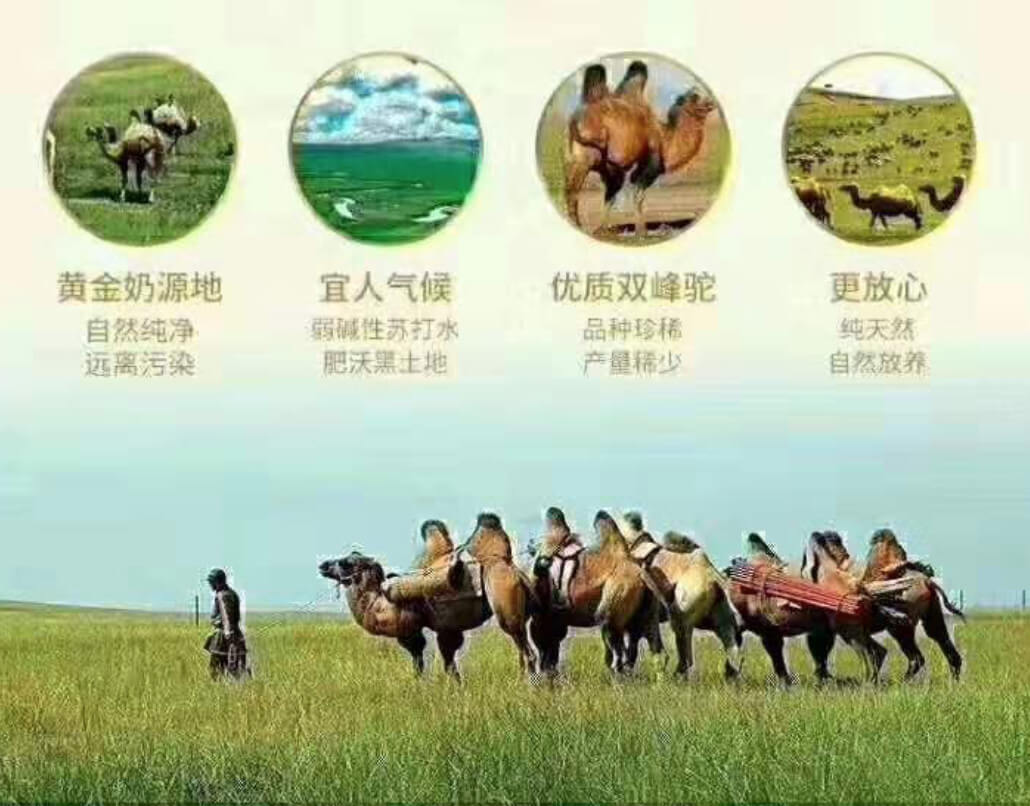 黄金奶源地
自然纯净
远离污染
宜人气候
弱碱性苏打水
肥沃黑土地
优质双峰驼
品种珍稀
产量稀少
更放心
纯天然
自然放养